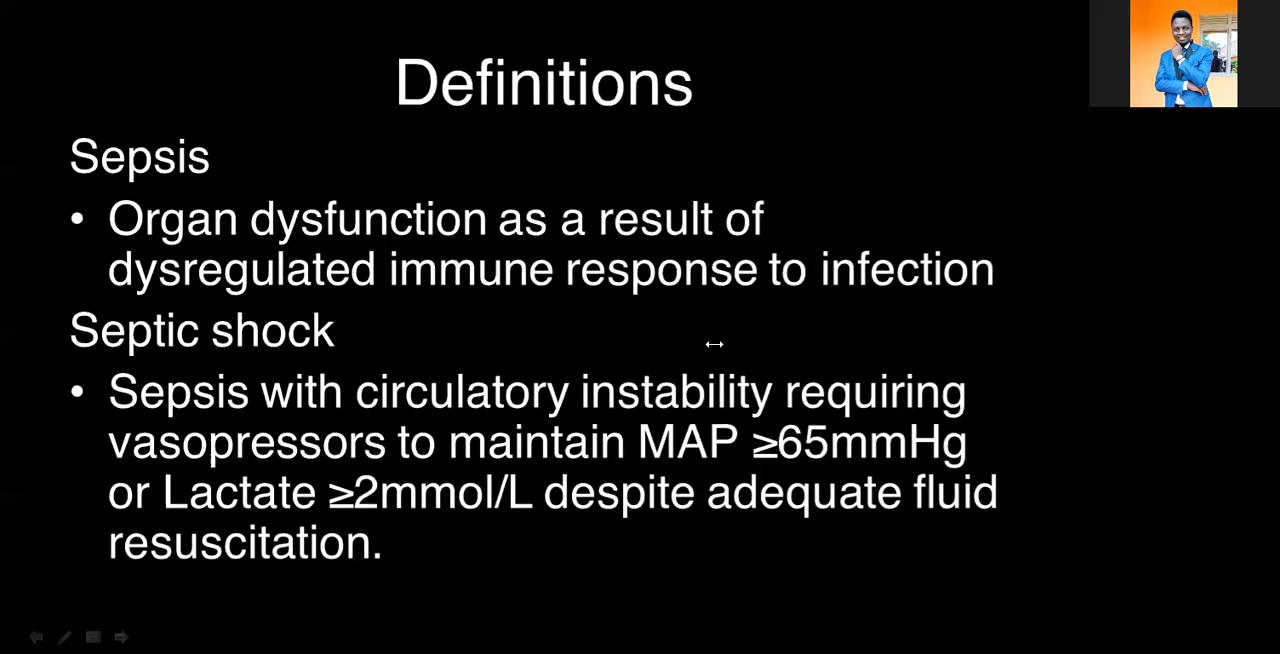 Definitions
Sepsis
• Organ dysfunction as a result of
dysregulated immune response to infection
Septic shock
• Sepsis with circulatory instability requiring
vasopressors to maintain MAP ≥65mmHg
or Lactate ≥2mmol/L despite adequate fluid
resuscitation.